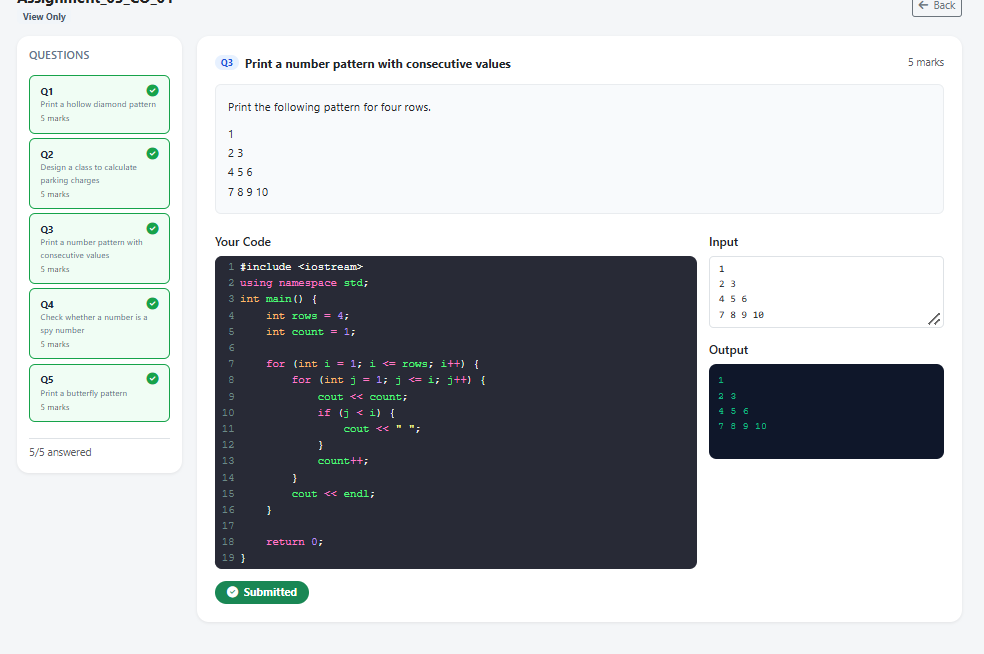 Assignment_05_CO_01
View Only
← Back
QUESTIONS
Q1
Print a hollow diamond pattern
5 marks
Q2
Design a class to calculate
parking charges
5 marks
Q3
Print a number pattern with
consecutive values
5 marks
Q4
Check whether a number is a
spy number
5 marks
Q5
Print a butterfly pattern
5 marks
5/5 answered
Q3 Print a number pattern with consecutive values
5 marks
Print the following pattern for four rows.
1
2 3
4 5 6
7 8 9 10
Your Code
1 #include <iostream>
2 using namespace std;
3 int main() {
4     int rows = 4;
5     int count = 1;
6
7     for (int i = 1; i <= rows; i++) {
8         for (int j = 1; j <= i; j++) {
9             cout << count;
10             if (j < i) {
11                 cout << " ";
12             }
13             count++;
14         }
15         cout << endl;
16     }
17
18     return 0;
19 }
Submitted
Input
1
2 3
4 5 6
7 8 9 10
Output
1
2 3
4 5 6
7 8 9 10